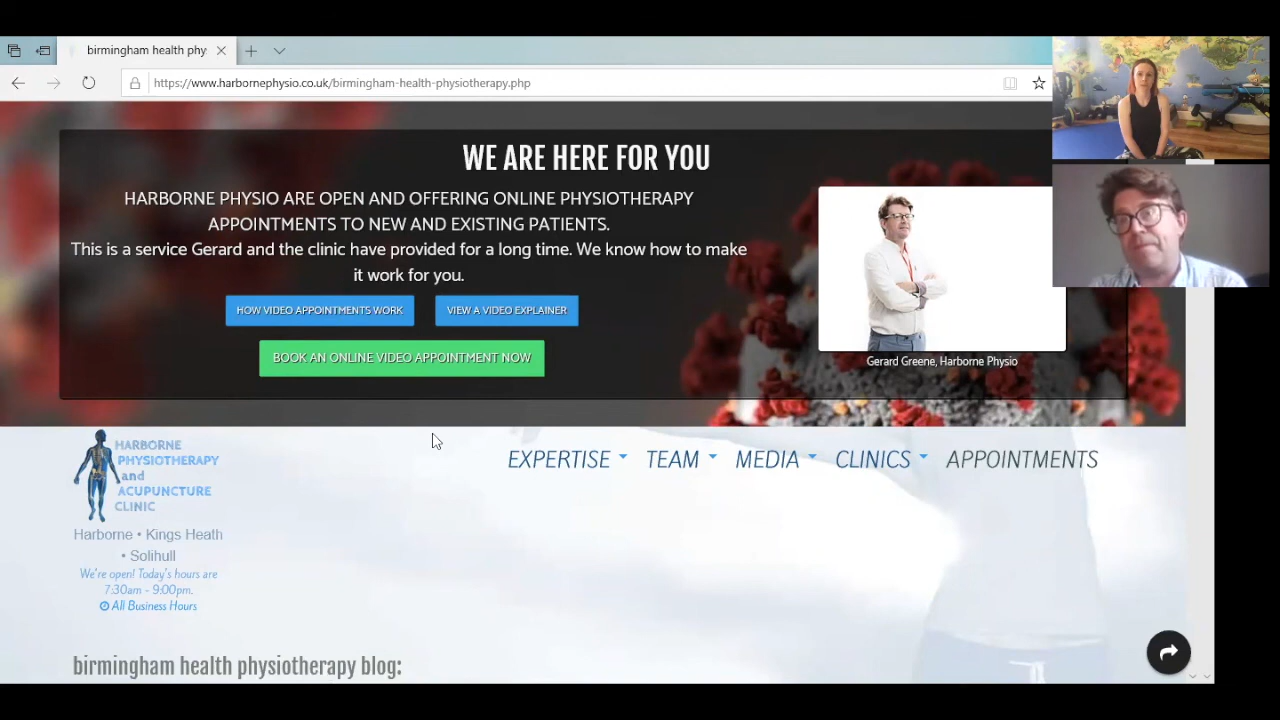 birmingham health phy
https://www.harbornephysio.co.uk/birmingham-health-physiotherapy.php
WE ARE HERE FOR YOU
HARBORNE PHYSIO ARE OPEN AND OFFERING ONLINE PHYSIOTHERAPY
APPOINTMENTS TO NEW AND EXISTING PATIENTS.
This is a service Gerard and the clinic have provided for a long time. We know how to make
it work for you.
HOW VIDEO APPOINTMENTS WORK
VIEW A VIDEO EXPLAINER
BOOK AN ONLINE VIDEO APPOINTMENT NOW
Gerard Greene, Harborne Physio
HARBORNE
PHYSIOTHERAPY
and
ACUPUNCTURE
CLINIC
Harborne • Kings Heath
• Solihull
We're open! Today's hours are
7:30am - 9:00pm.
All Business Hours
EXPERTISE TEAM MEDIA CLINICS APPOINTMENTS
birmingham health physiotherapy blog: